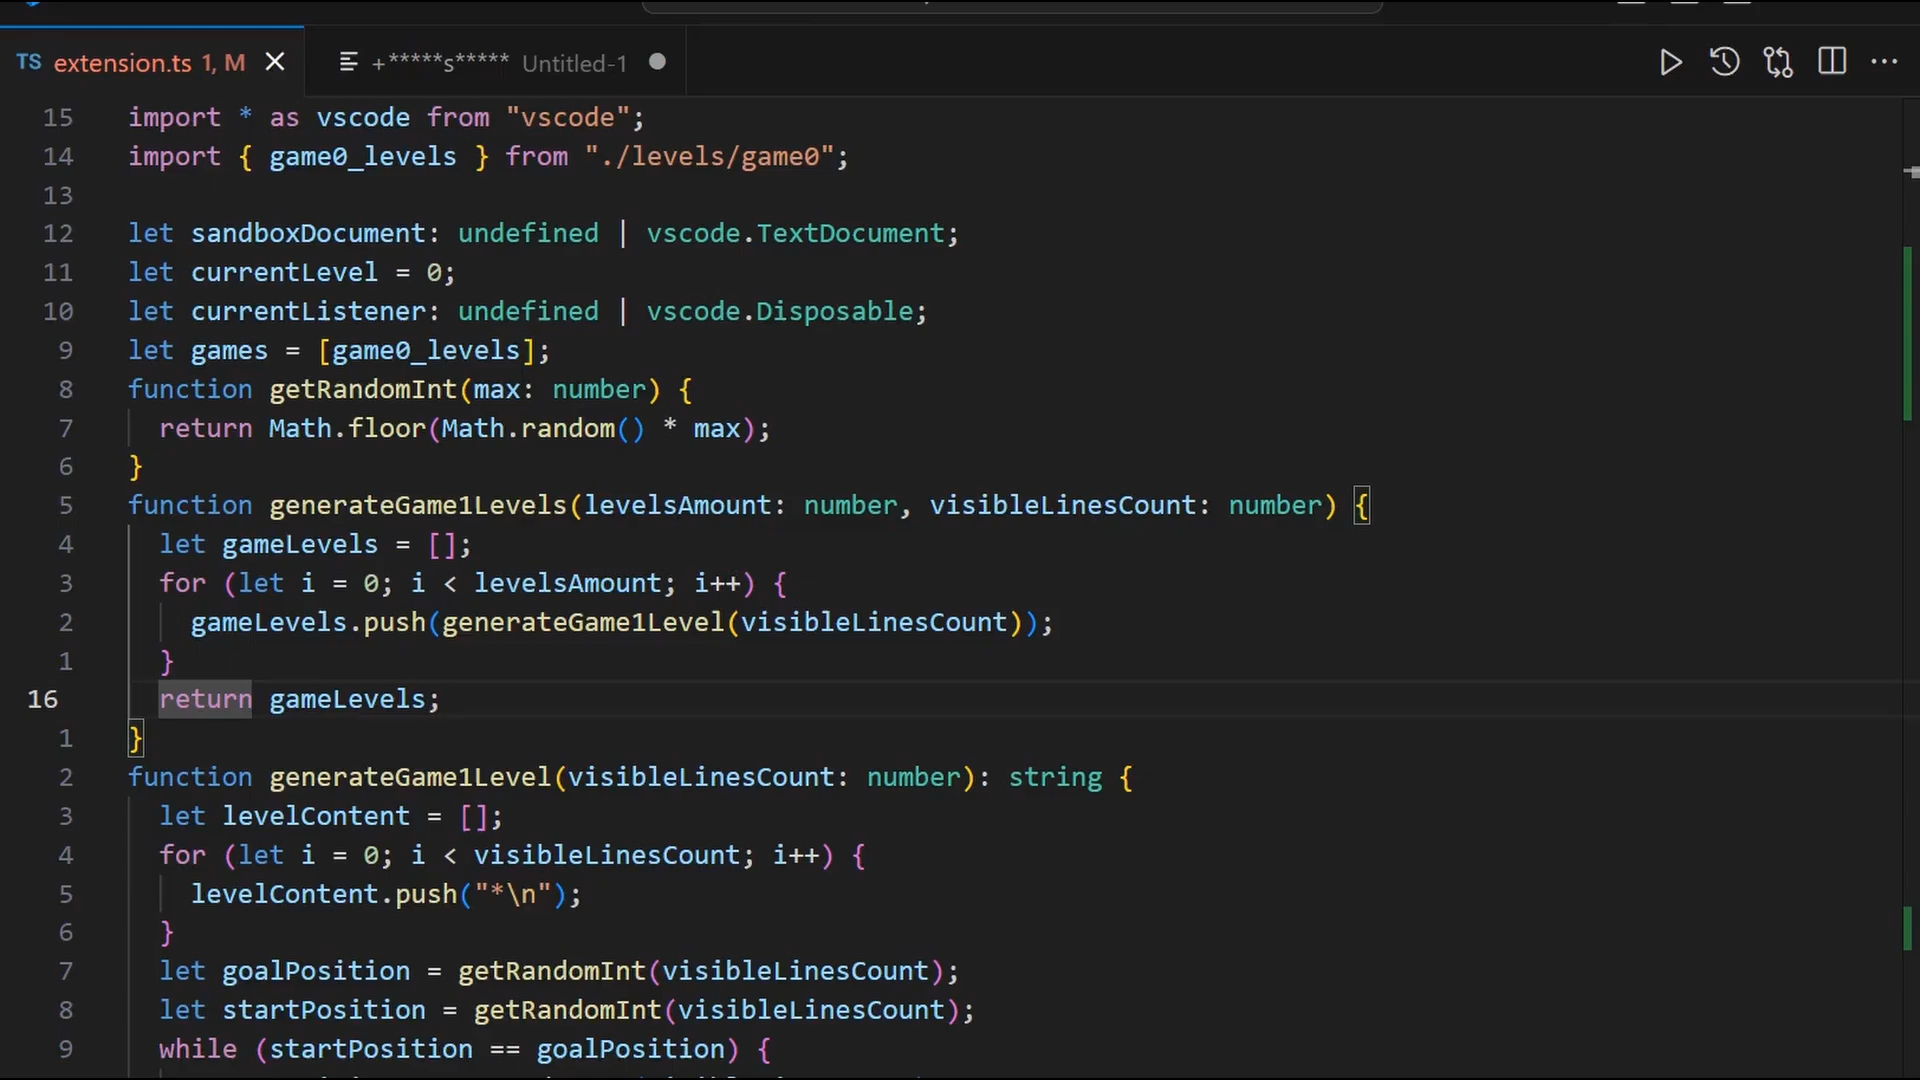 TS extension.ts 1, M
+*****s***** Untitled-1
15 import * as vscode from "vscode";
14 import { game0_levels } from "./levels/game0";
13
12 let sandboxDocument: undefined | vscode.TextDocument;
11 let currentLevel = 0;
10 let currentListener: undefined | vscode.Disposable;
9 let games = [game0_levels];
8 function getRandomInt(max: number) {
7 return Math.floor(Math.random() * max);
6 }
5 function generateGame1Levels(levelsAmount: number, visibleLinesCount: number) {
4 let gameLevels = [];
3 for (let i = 0; i < levelsAmount; i++) {
2 gameLevels.push(generateGame1Level(visibleLinesCount));
1 }
16 return gameLevels;
1 }
2 function generateGame1Level(visibleLinesCount: number): string {
3 let levelContent = [];
4 for (let i = 0; i < visibleLinesCount; i++) {
5 levelContent.push("*\n");
6 }
7 let goalPosition = getRandomInt(visibleLinesCount);
8 let startPosition = getRandomInt(visibleLinesCount);
9 while (startPosition == goalPosition) {